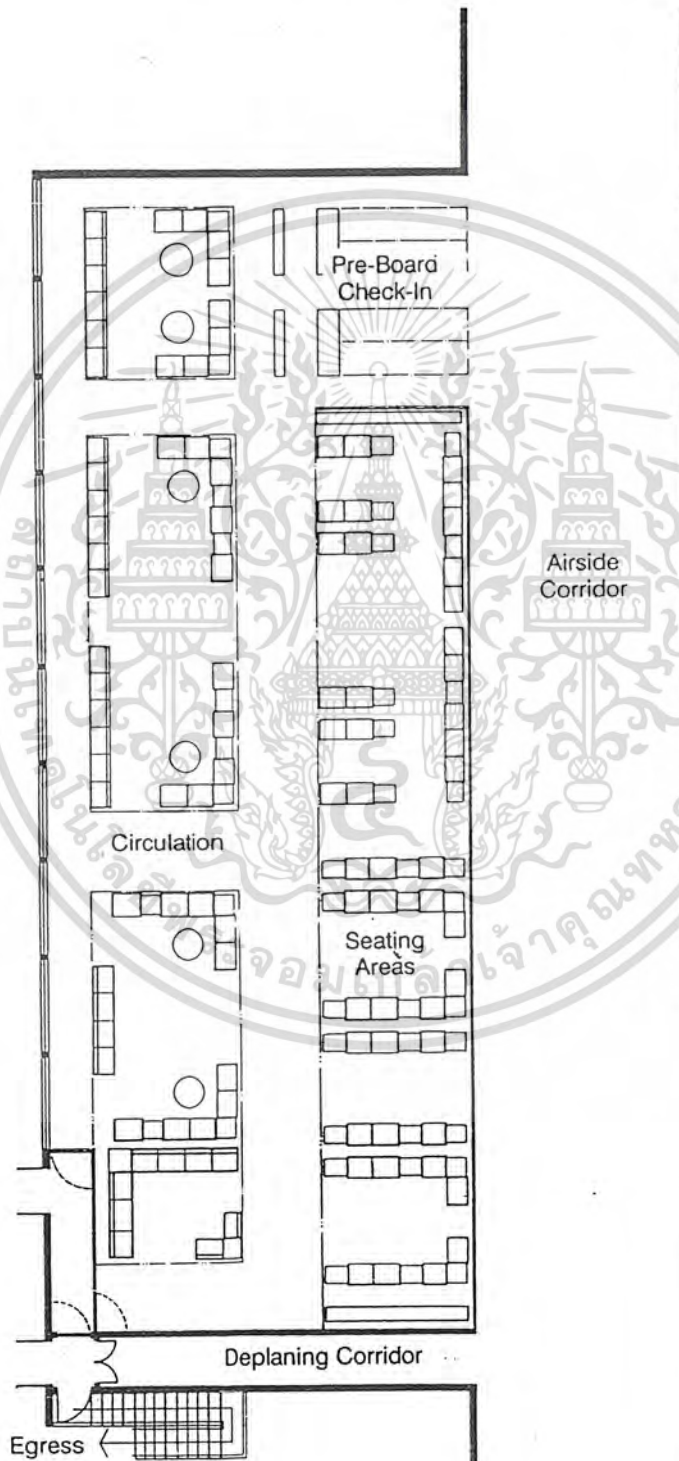 Pre-Board
Check-In
Airside
Corridor
Circulation
Seating
Areas
Deplaning Corridor
Egress